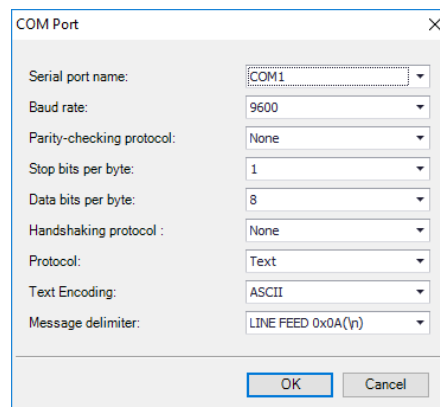 COM Port
Serial port name: COM1
Baud rate: 9600
Parity-checking protocol: None
Stop bits per byte: 1
Data bits per byte: 8
Handshaking protocol : None
Protocol: Text
Text Encoding: ASCII
Message delimiter: LINE FEED 0x0A(\n)
OK Cancel